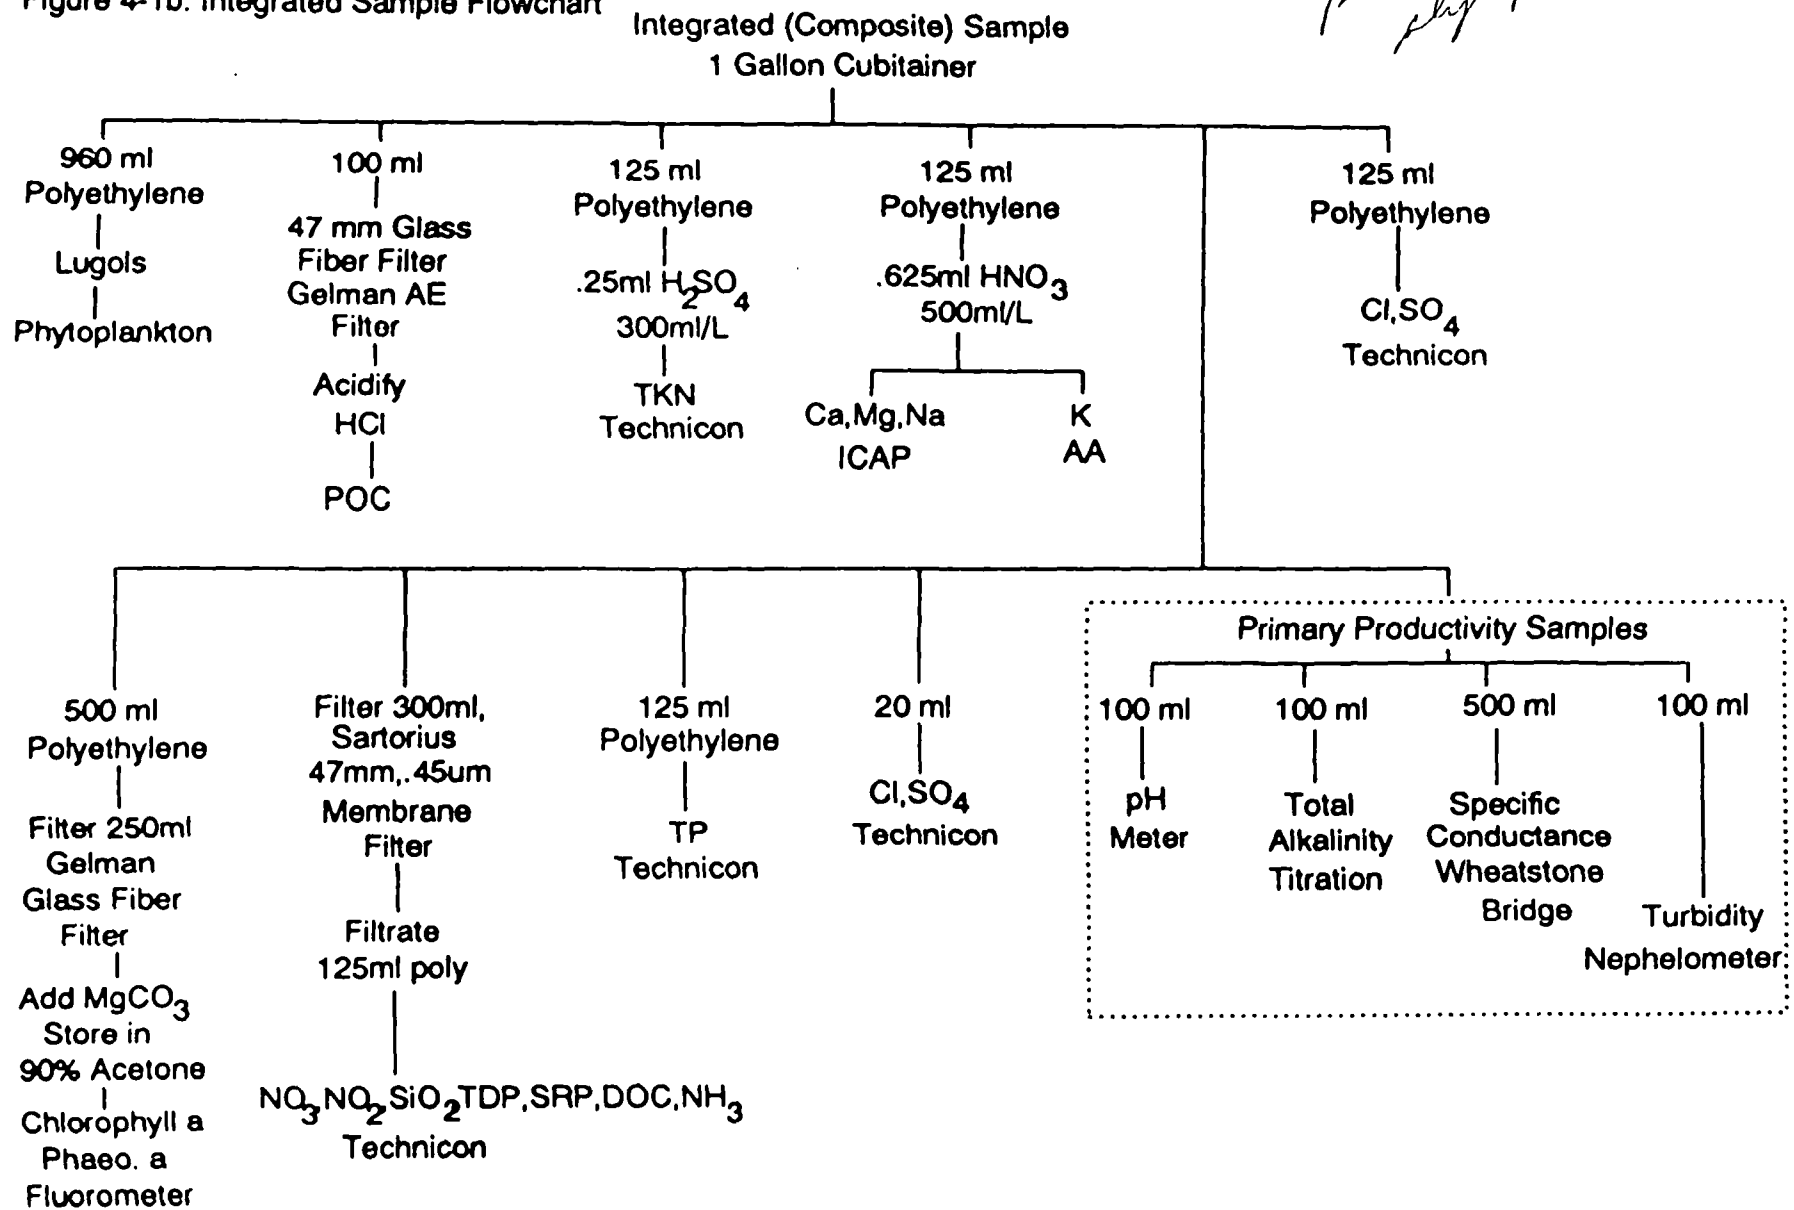 Figure 4-1b. Integrated Sample Flowchart
Integrated (Composite) Sample
1 Gallon Cubitainer
960 ml
Polyethylene
Lugols
Phytoplankton
100 ml
47 mm Glass
Fiber Filter
Gelman AE
Filter
Acidify
HCl
POC
125 ml
Polyethylene
.25ml H2SO4
300ml/L
TKN
Technicon
125 ml
Polyethylene
.625ml HNO3
500ml/L
Ca,Mg,Na
ICAP
K
AA
125 ml
Polyethylene
Cl,SO4
Technicon
500 ml
Polyethylene
Filter 250ml
Gelman
Glass Fiber
Filter
Add MgCO3
Store in
90% Acetone
Chlorophyll a
Phaeo. a
Fluorometer
Filter 300ml,
Sartorius
47mm,.45um
Membrane
Filter
Filtrate
125ml poly
NO3,NO2,SiO2TDP,SRP,DOC,NH3
Technicon
125 ml
Polyethylene
TP
Technicon
20 ml
Cl,SO4
Technicon
Primary Productivity Samples
100 ml
pH
Meter
100 ml
Total
Alkalinity
Titration
500 ml
Specific
Conductance
Wheatstone
Bridge
100 ml
Turbidity
Nephelometer